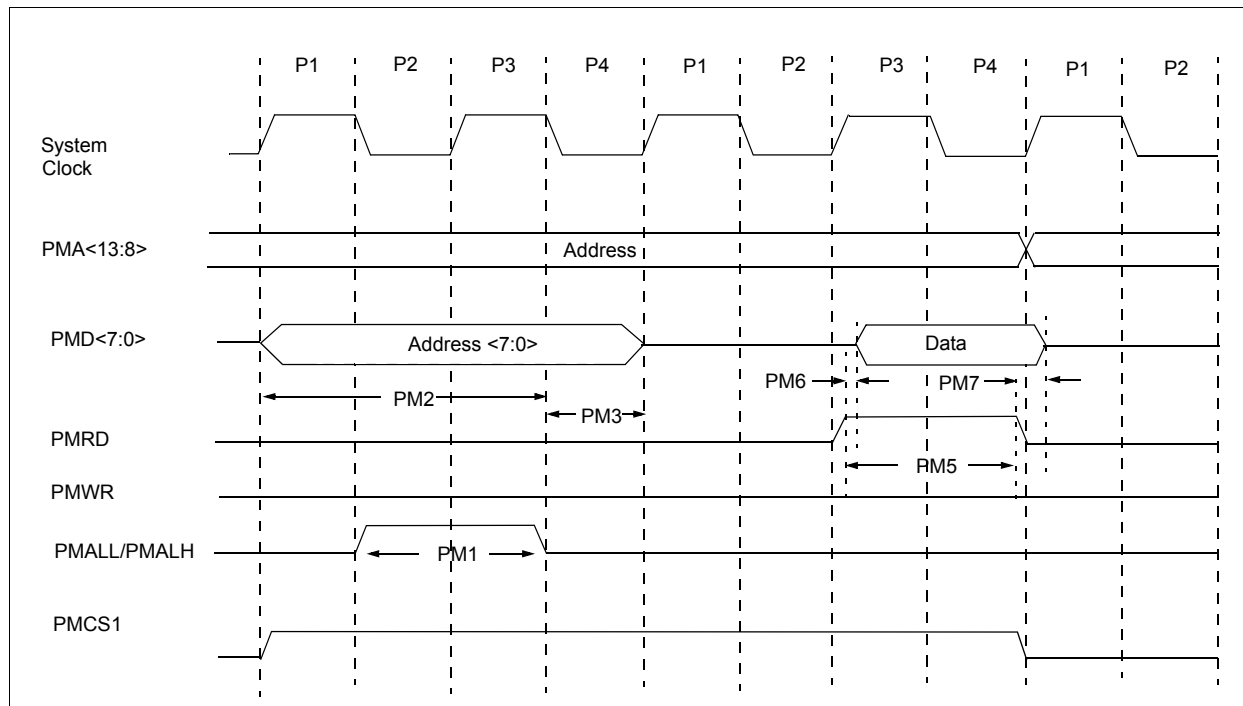 P1 P2 P3 P4 P1 P2 P3 P4 P1 P2
System
Clock
PMA<13:8>
Address
PMD<7:0>
Address <7:0>
Data
PM2
PM3
PM6
PM7
PMRD
PM5
PMWR
PMALL/PMALH
PM1
PMCS1